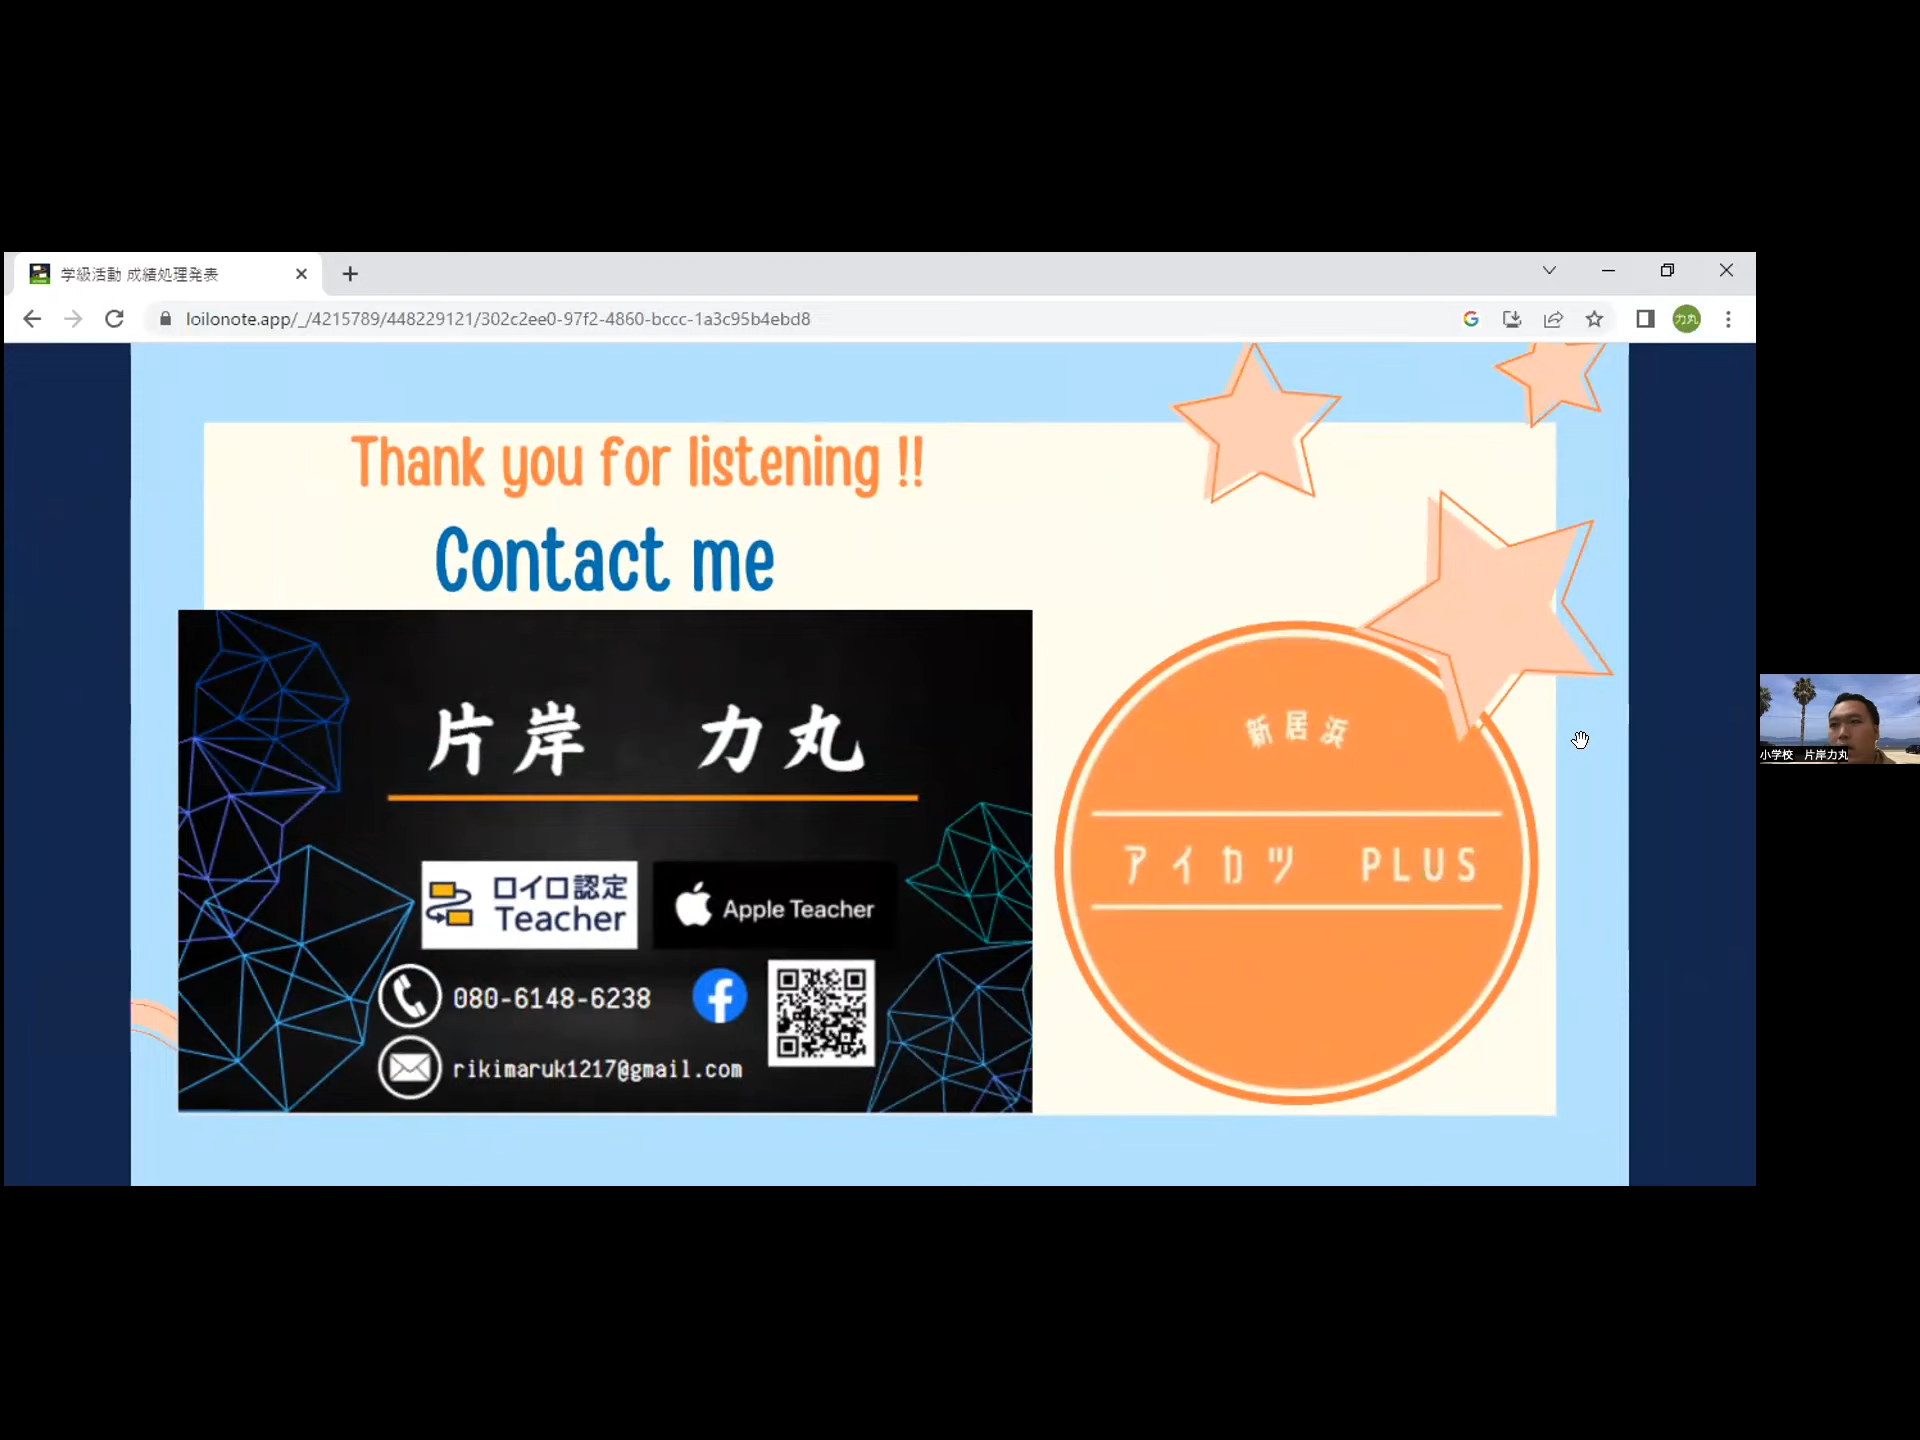 学級活動 成績処理発表
loilonote.app/_/4215789/448229121/302c2ee0-97f2-4860-bccc-1a3c95b4ebd8
力丸
Thank you for listening !!
Contact me
片岸 力丸
ロイロ認定
Teacher
Apple Teacher
080-6148-6238
rikimaruk1217@gmail.com
新居浜
アイカツ PLUS
小学校 片岸力丸